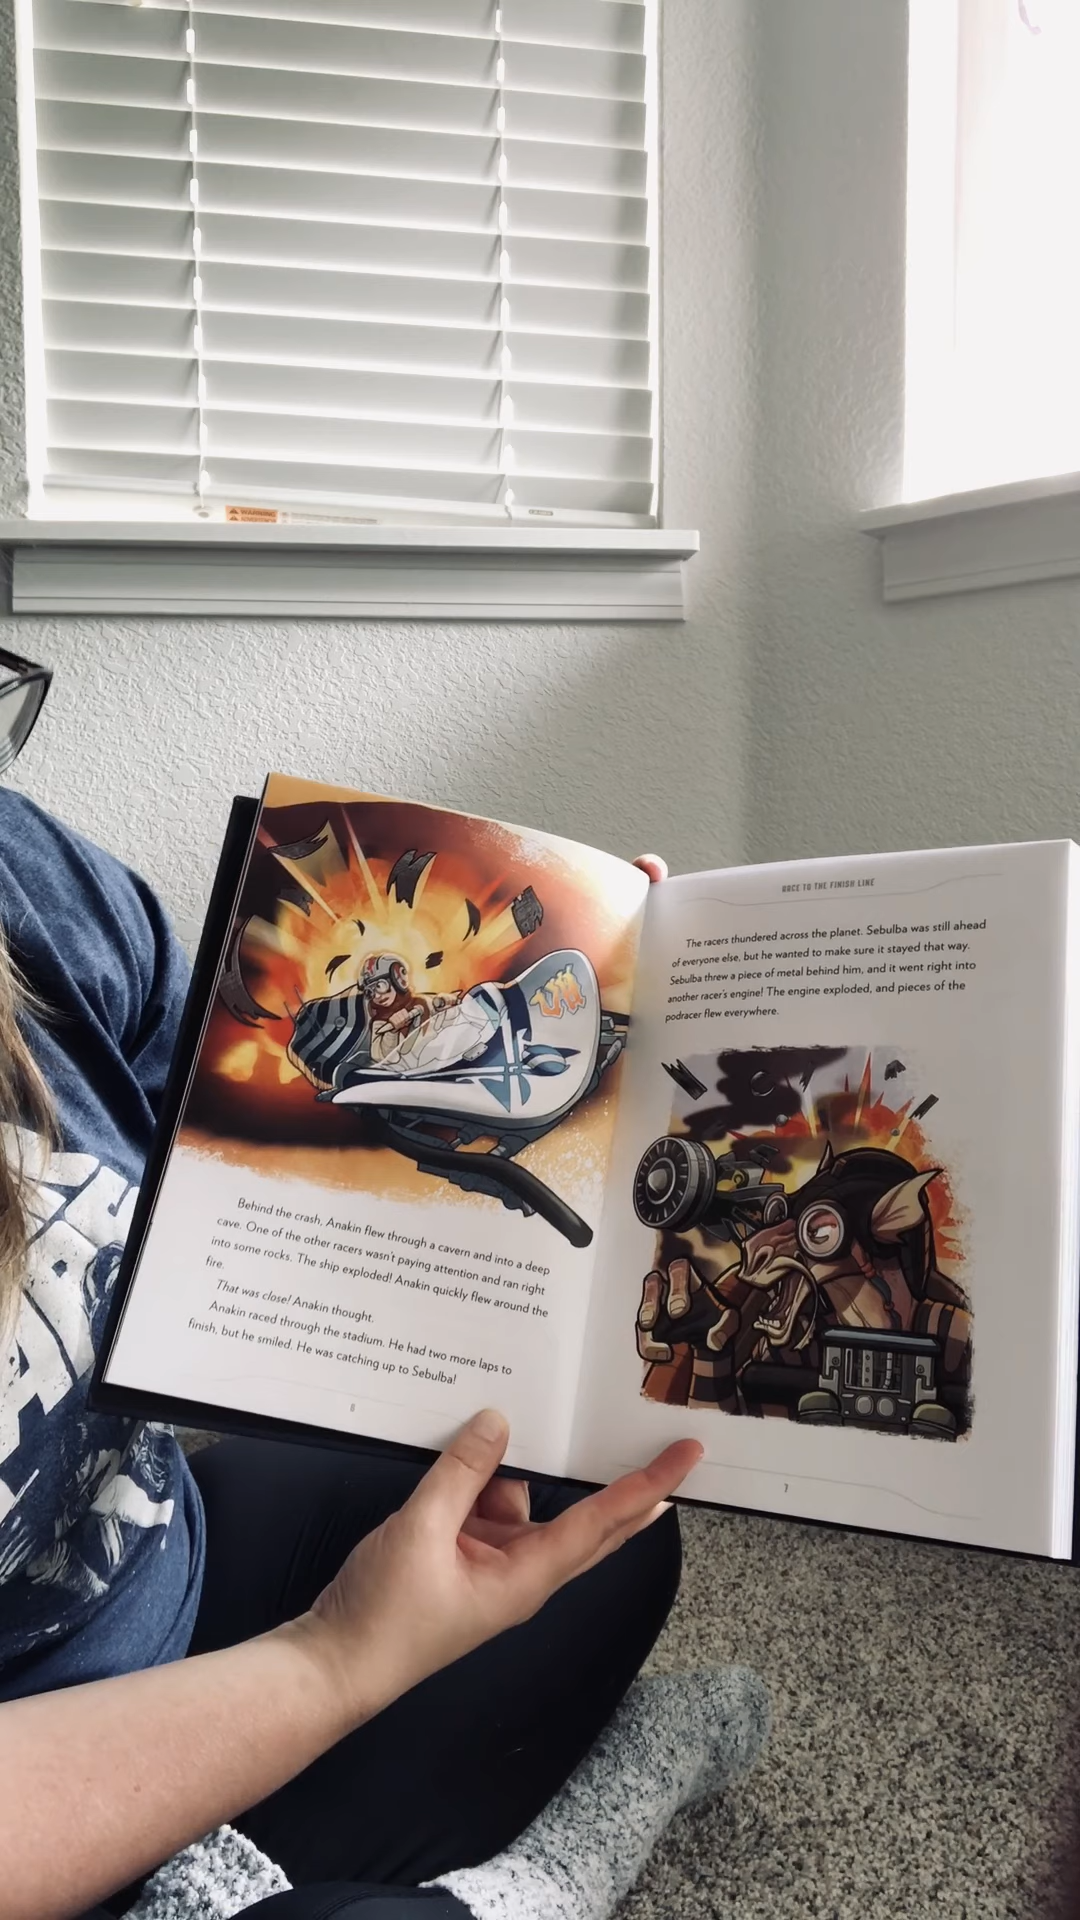 WARNING
Behind the crash, Anakin flew through a cavern and into a deep
cave. One of the other racers wasn't paying attention and ran right
into some rocks. The ship exploded! Anakin quickly flew around the
fire.
That was close! Anakin thought.
Anakin raced through the stadium. He had two more laps to
finish, but he smiled. He was catching up to Sebulba!
6
RACE TO THE FINISH LINE
The racers thundered across the planet. Sebulba was still ahead
of everyone else, but he wanted to make sure it stayed that way.
Sebulba threw a piece of metal behind him, and it went right into
another racer's engine! The engine exploded, and pieces of the
podracer flew everywhere.
7